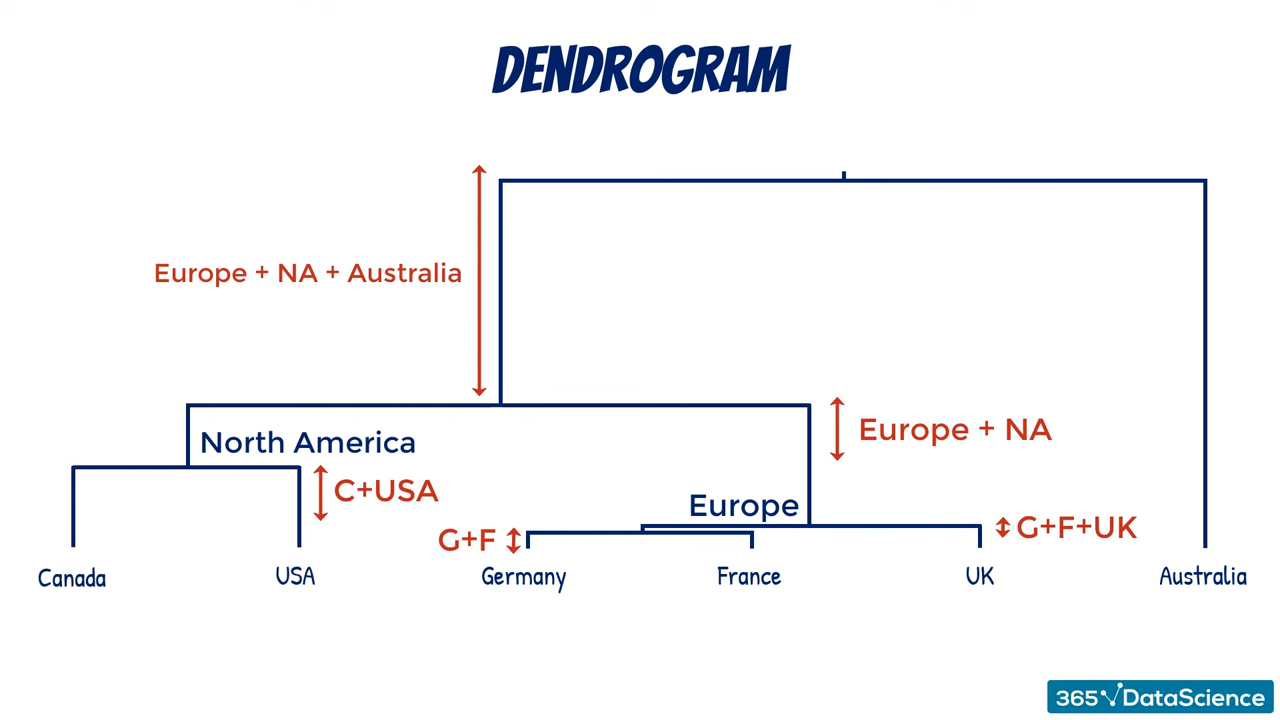 DENDROGRAM
Europe + NA + Australia
North America
Europe + NA
C+USA
Europe
G+F
G+F+UK
Canada
USA
Germany
France
UK
Australia
365 DataScience